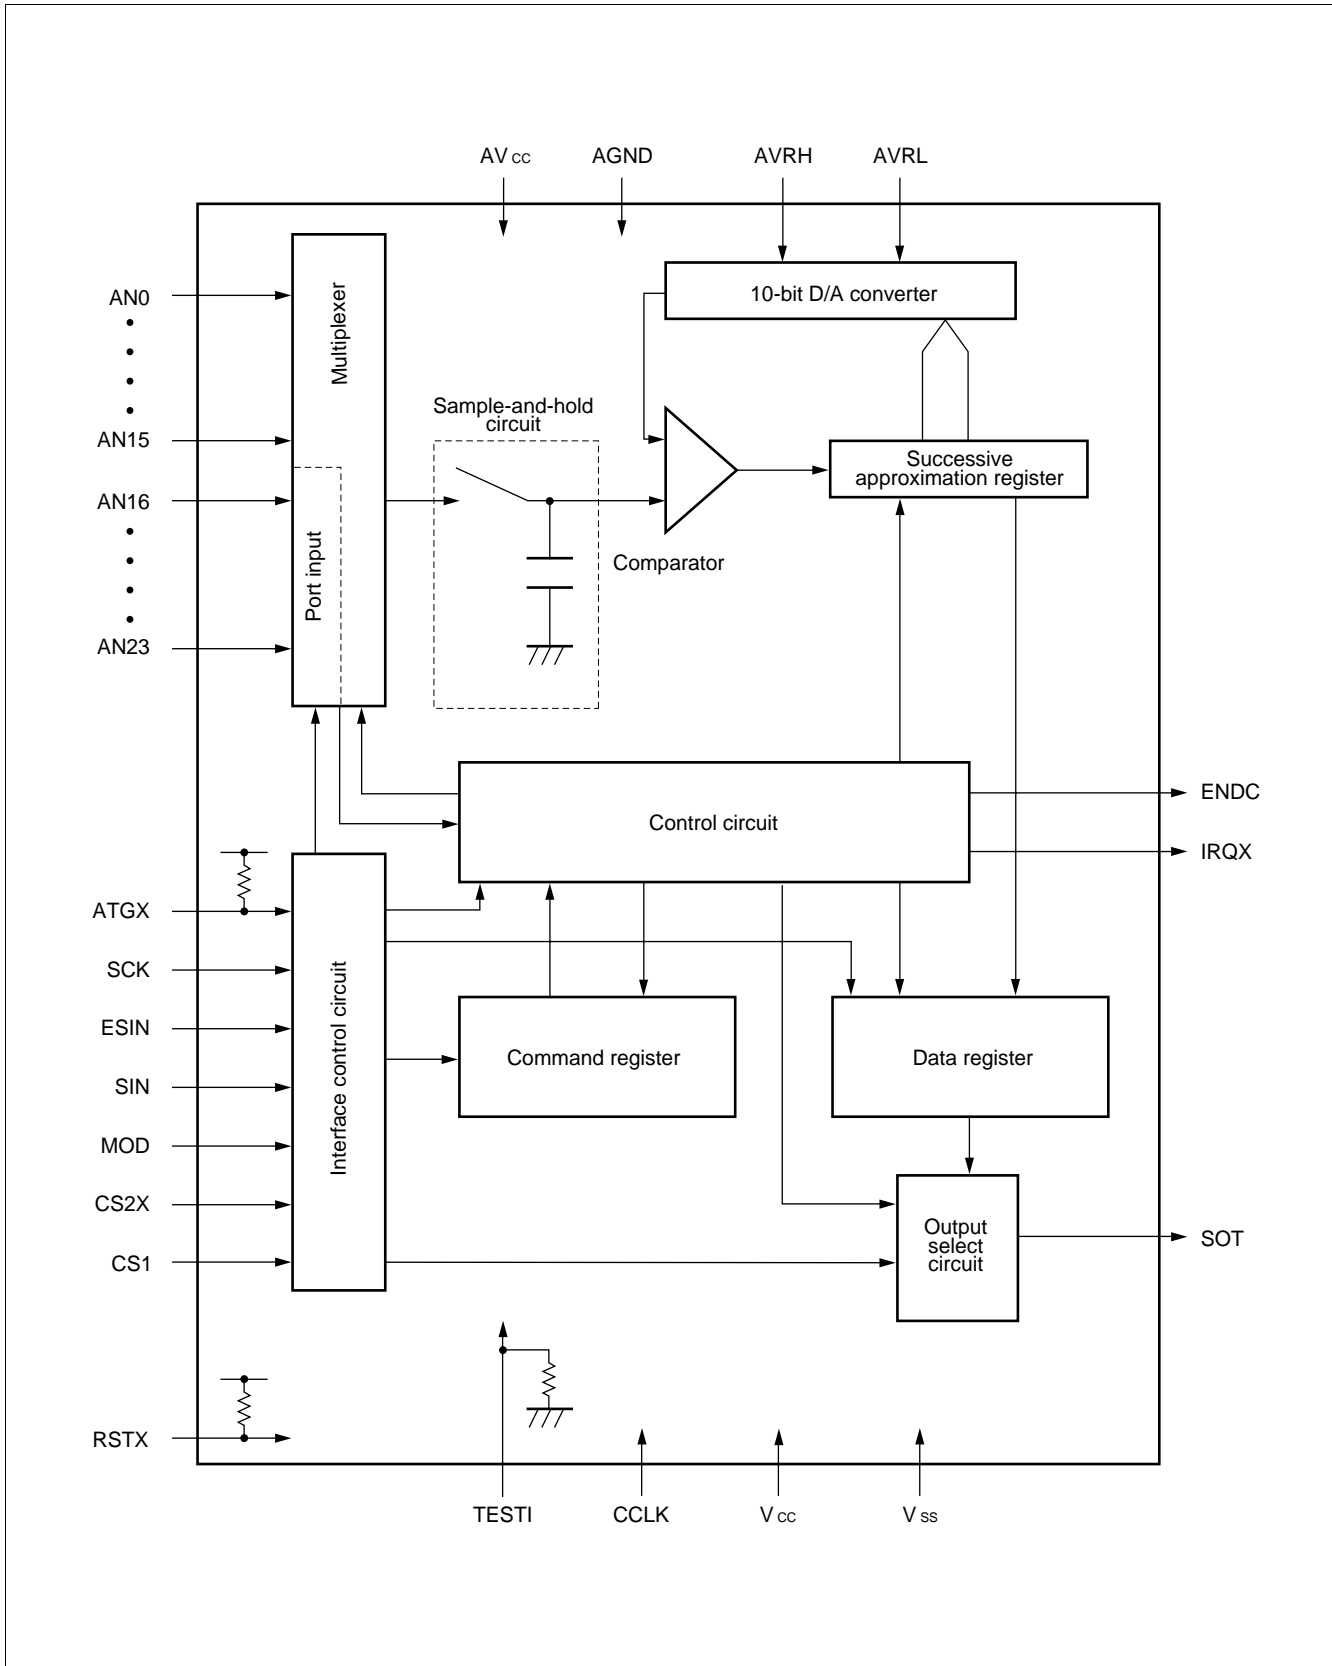 AVCC AGND AVRH AVRL
10-bit D/A converter
AN0
Multiplexer
Sample-and-hold
circuit
AN15
Successive
approximation register
AN16
Port input
Comparator
AN23
Control circuit
ENDC
IRQX
ATGX
SCK
ESIN
SIN
MOD
CS2X
CS1
Interface control circuit
Command register
Data register
Output
select
circuit
SOT
RSTX
TESTI CCLK VCC VSS